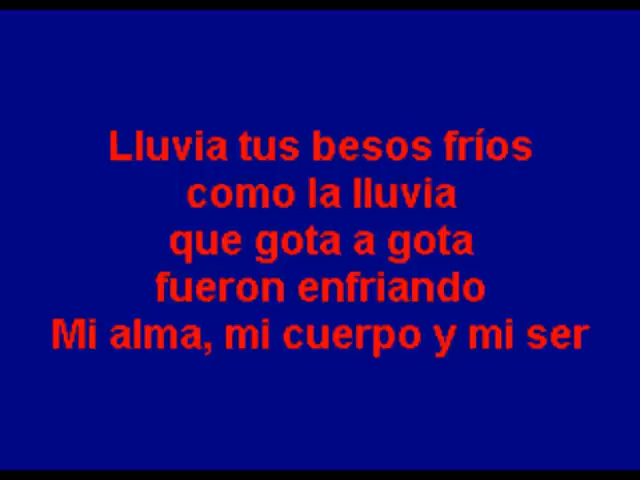 Lluvia tus besos fríos
como la lluvia
que gota a gota
fueron enfriando
Mi alma, mi cuerpo y mi ser